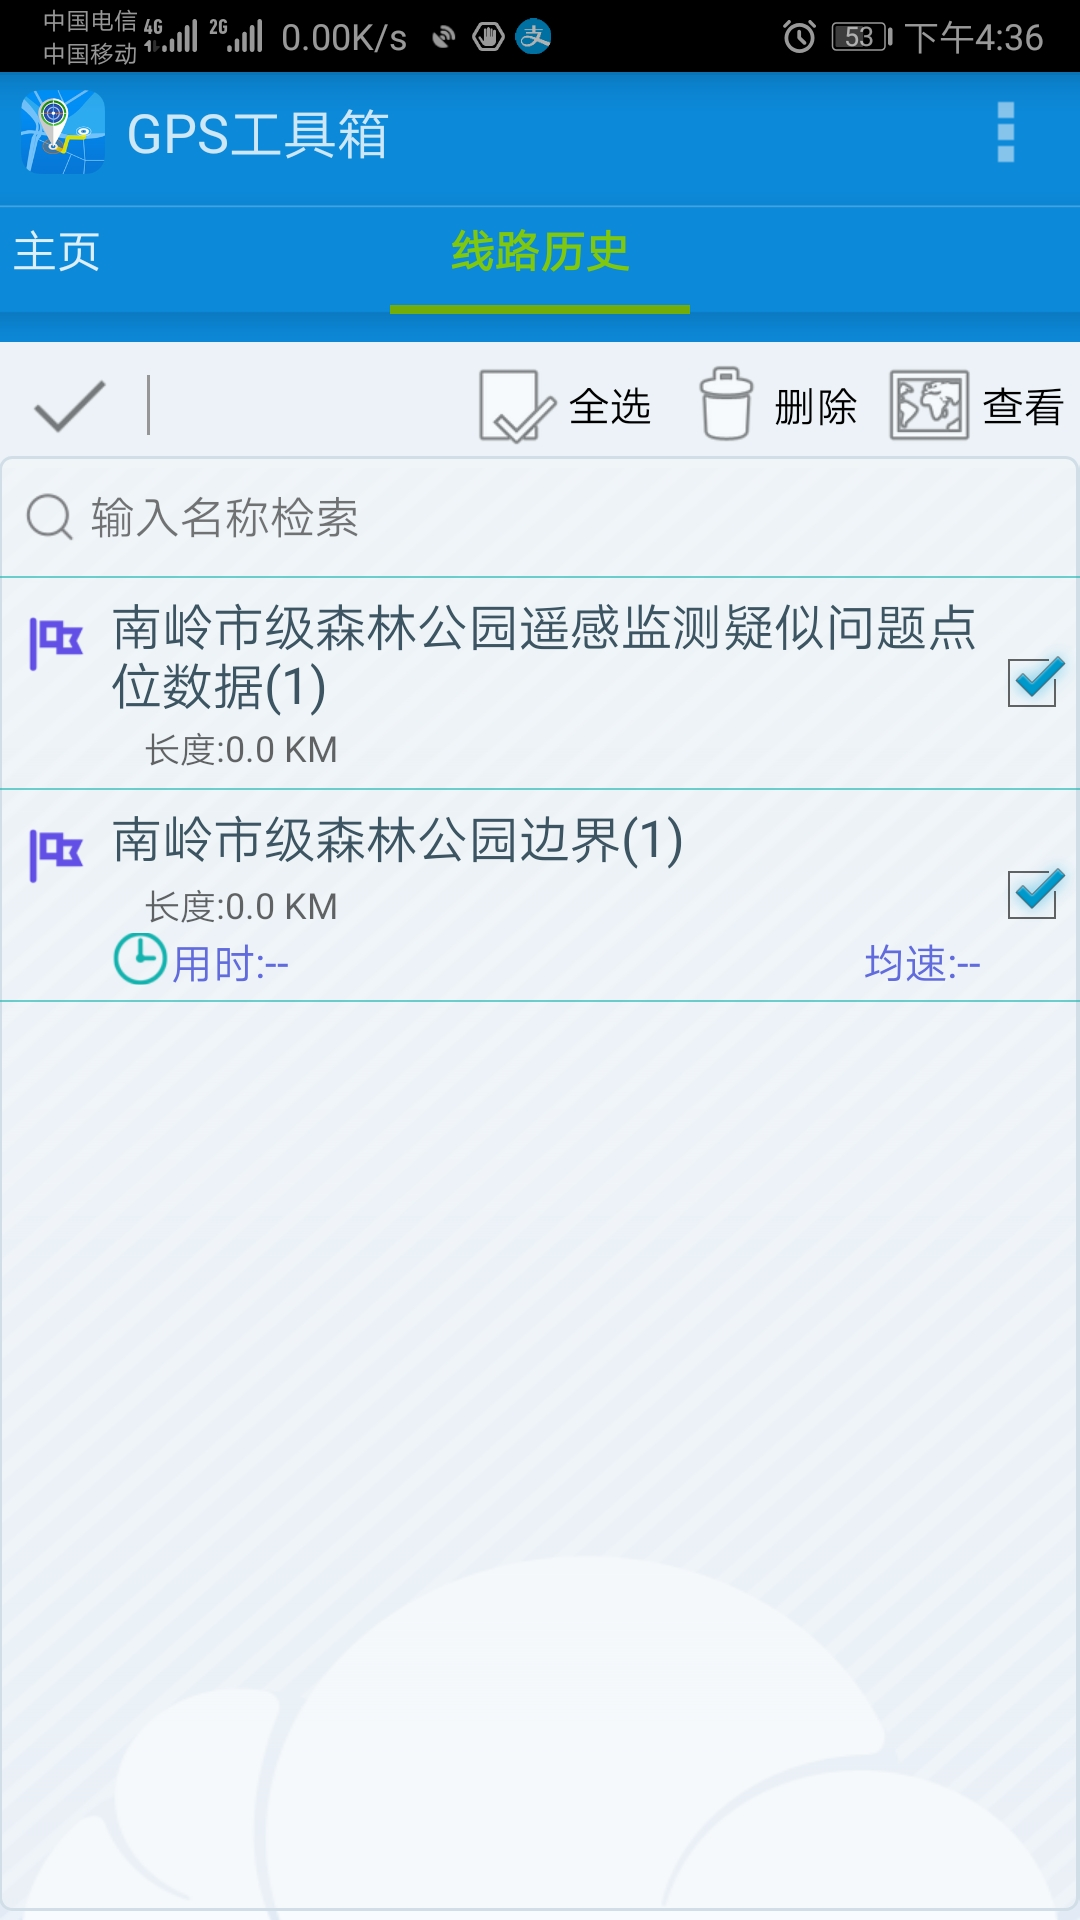 中国电信 4G 2G 0.00K/s 53 下午4:36
中国移动
GPS工具箱
主页 线路历史
全选 删除 查看
输入名称检索
南岭市级森林公园遥感监测疑似问题点
位数据(1)
长度:0.0 KM
南岭市级森林公园边界(1)
长度:0.0 KM
用时:-- 均速:--